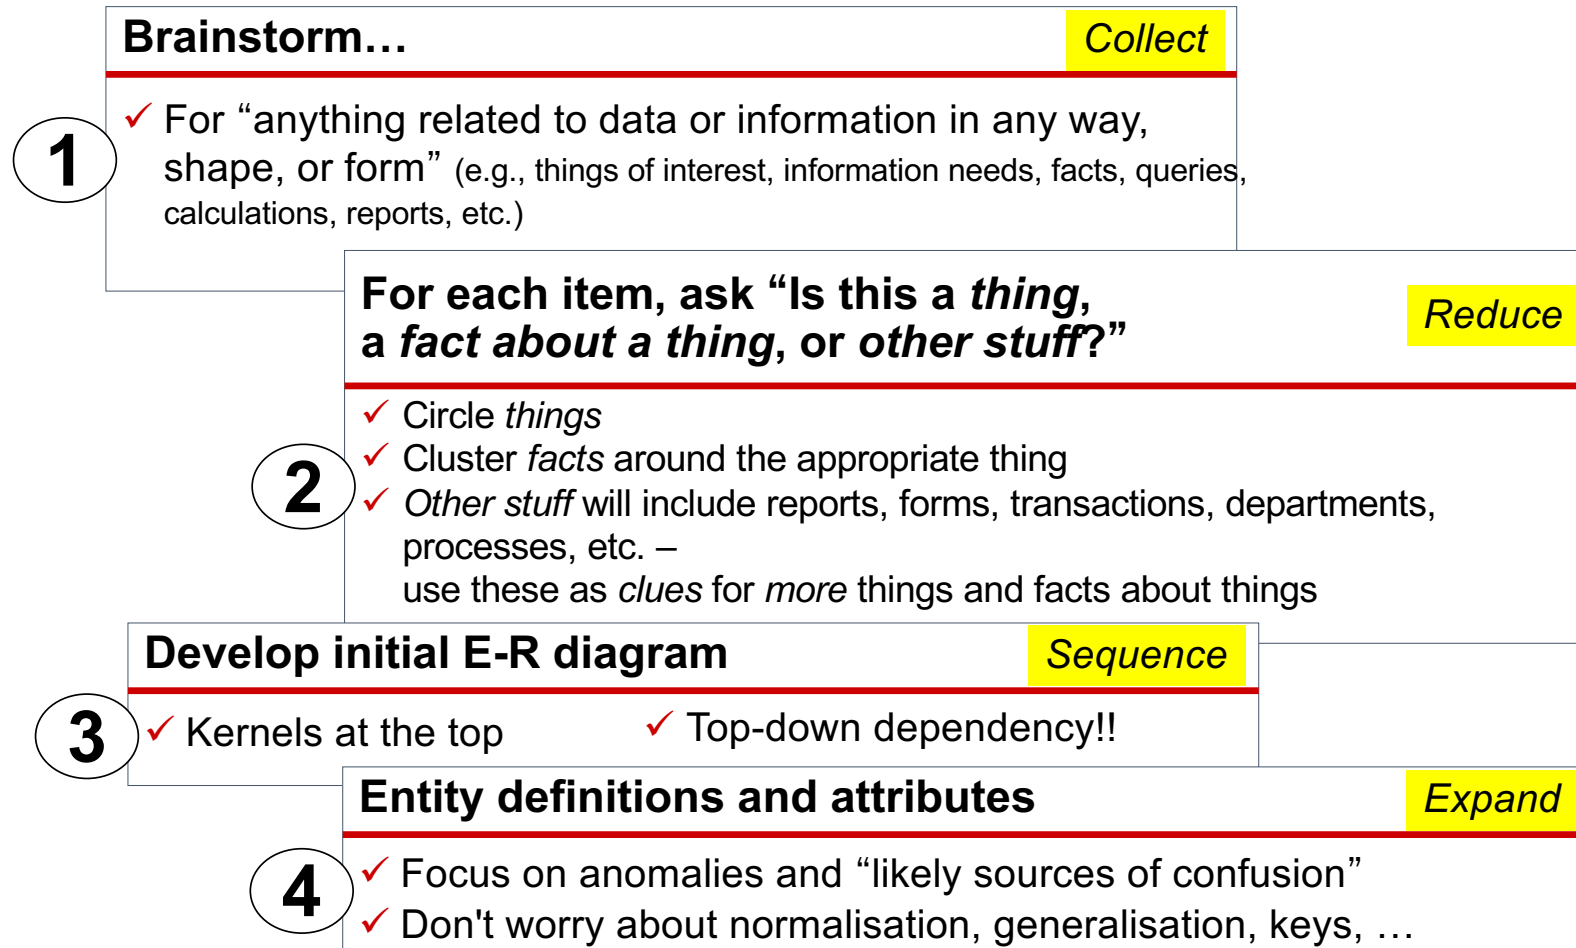 Brainstorm…
Collect
1
✓ For “anything related to data or information in any way,
shape, or form” (e.g., things of interest, information needs, facts, queries,
calculations, reports, etc.)
For each item, ask “Is this a thing,
a fact about a thing, or other stuff?”
Reduce
2
✓ Circle things
✓ Cluster facts around the appropriate thing
✓ Other stuff will include reports, forms, transactions, departments,
processes, etc. –
use these as clues for more things and facts about things
Develop initial E-R diagram
Sequence
3
✓ Kernels at the top
✓ Top-down dependency!!
Entity definitions and attributes
Expand
4
✓ Focus on anomalies and “likely sources of confusion”
✓ Don't worry about normalisation, generalisation, keys, …